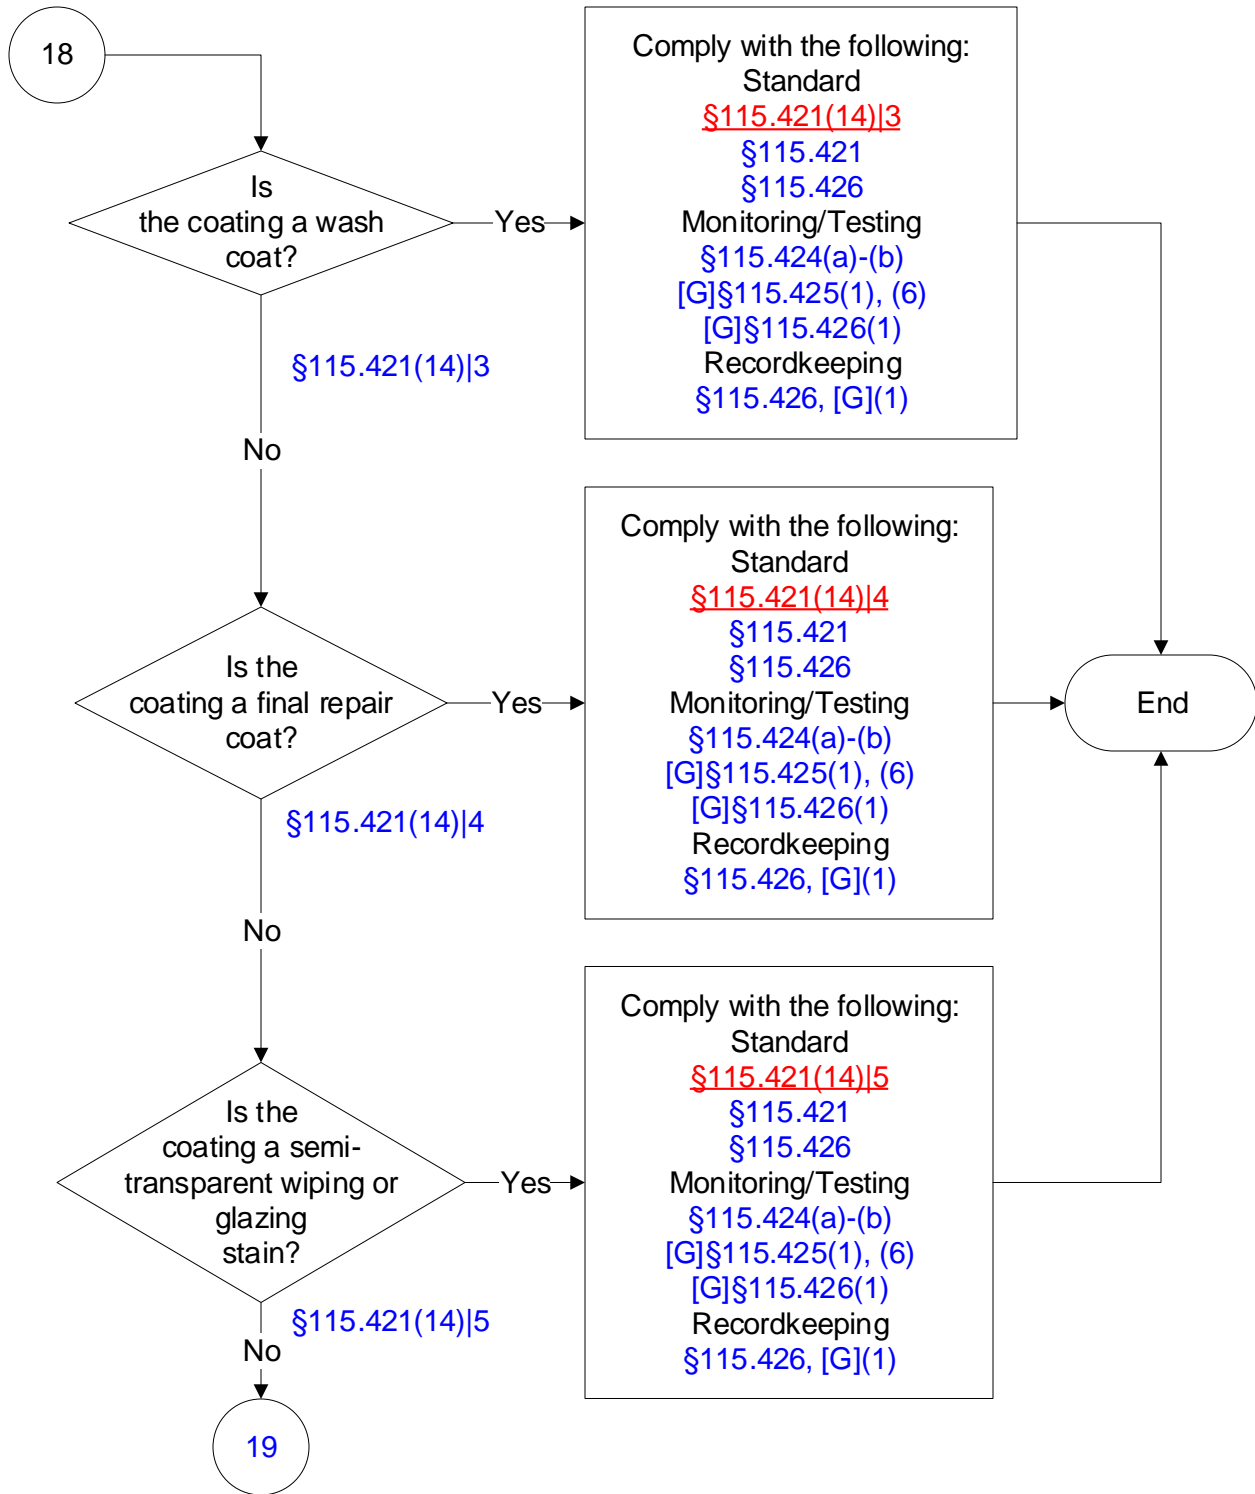 18
Is
the coating a wash
coat?
Yes
Comply with the following:
Standard
§115.421(14)|3
§115.421
§115.426
Monitoring/Testing
§115.424(a)-(b)
[G]§115.425(1), (6)
[G]§115.426(1)
Recordkeeping
§115.426, [G](1)
§115.421(14)|3
No
Is the
coating a final repair
coat?
Yes
Comply with the following:
Standard
§115.421(14)|4
§115.421
§115.426
Monitoring/Testing
§115.424(a)-(b)
[G]§115.425(1), (6)
[G]§115.426(1)
Recordkeeping
§115.426, [G](1)
End
§115.421(14)|4
No
Is the
coating a semi-
transparent wiping or
glazing
stain?
Yes
Comply with the following:
Standard
§115.421(14)|5
§115.421
§115.426
Monitoring/Testing
§115.424(a)-(b)
[G]§115.425(1), (6)
[G]§115.426(1)
Recordkeeping
§115.426, [G](1)
§115.421(14)|5
No
19